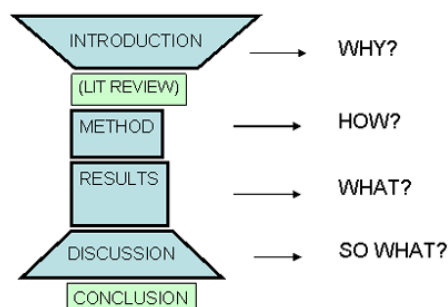 INTRODUCTION
WHY?
(LIT REVIEW)
METHOD
HOW?
RESULTS
WHAT?
DISCUSSION
SO WHAT?
CONCLUSION